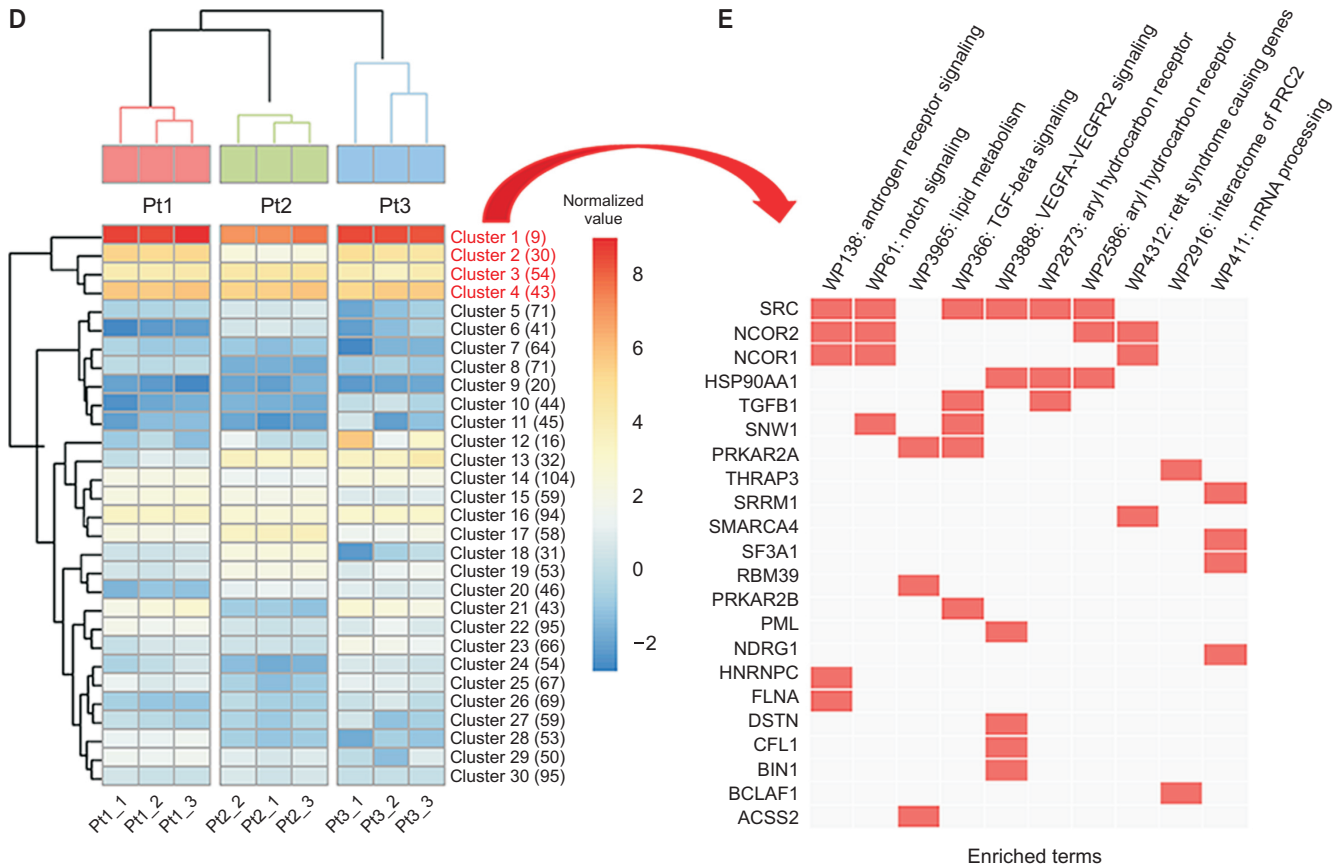 D
Pt1
Pt2
Pt3
Normalized
value
8
6
4
2
0
−2
Cluster 1 (9)
Cluster 2 (30)
Cluster 3 (54)
Cluster 4 (43)
Cluster 5 (71)
Cluster 6 (41)
Cluster 7 (64)
Cluster 8 (71)
Cluster 9 (20)
Cluster 10 (44)
Cluster 11 (45)
Cluster 12 (16)
Cluster 13 (32)
Cluster 14 (104)
Cluster 15 (59)
Cluster 16 (94)
Cluster 17 (58)
Cluster 18 (31)
Cluster 19 (53)
Cluster 20 (46)
Cluster 21 (43)
Cluster 22 (95)
Cluster 23 (66)
Cluster 24 (54)
Cluster 25 (67)
Cluster 26 (69)
Cluster 27 (59)
Cluster 28 (53)
Cluster 29 (50)
Cluster 30 (95)
Pt1_1
Pt1_2
Pt1_3
Pt2_2
Pt2_1
Pt2_3
Pt3_1
Pt3_2
Pt3_3
E
WP138: androgen receptor signaling
WP61: notch signaling
WP3965: lipid metabolism
WP366: TGF-beta signaling
WP3888: VEGFA-VEGFR2 signaling
WP2873: aryl hydrocarbon receptor
WP2586: aryl hydrocarbon receptor
WP4312: rett syndrome causing genes
WP2916: interactome of PRC2
WP411: mRNA processing
SRC
NCOR2
NCOR1
HSP90AA1
TGFB1
SNW1
PRKAR2A
THRAP3
SRRM1
SMARCA4
SF3A1
RBM39
PRKAR2B
PML
NDRG1
HNRNPC
FLNA
DSTN
CFL1
BIN1
BCLAF1
ACSS2
Enriched terms